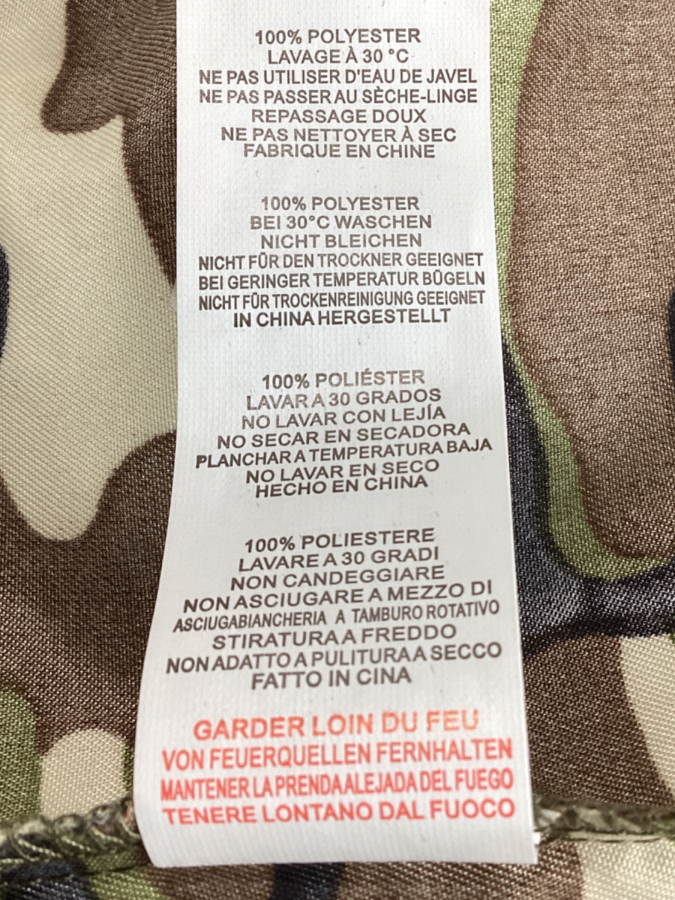 100% POLYESTER
LAVAGE À 30 °C
NE PAS UTILISER D'EAU DE JAVEL
NE PAS PASSER AU SÈCHE-LINGE
REPASSAGE DOUX
NE PAS NETTOYER À SEC
FABRIQUE EN CHINE
100% POLYESTER
BEI 30°C WASCHEN
NICHT BLEICHEN
NICHT FÜR DEN TROCKNER GEEIGNET
BEI GERINGER TEMPERATUR BÜGELN
NICHT FÜR TROCKENREINIGUNG GEEIGNET
IN CHINA HERGESTELLT
100% POLIÉSTER
LAVAR A 30 GRADOS
NO LAVAR CON LEJÍA
NO SECAR EN SECADORA
PLANCHAR A TEMPERATURA BAJA
NO LAVAR EN SECO
HECHO EN CHINA
100% POLIESTERE
LAVARE A 30 GRADI
NON CANDEGGIARE
NON ASCIUGARE A MEZZO DI
ASCIUGABIANCHERIA A TAMBURO ROTATIVO
STIRATURA A FREDDO
NON ADATTO A PULITURA A SECCO
FATTO IN CINA
GARDER LOIN DU FEU
VON FEUERQUELLEN FERNHALTEN
MANTENER LA PRENDA ALEJADA DEL FUEGO
TENERE LONTANO DAL FUOCO